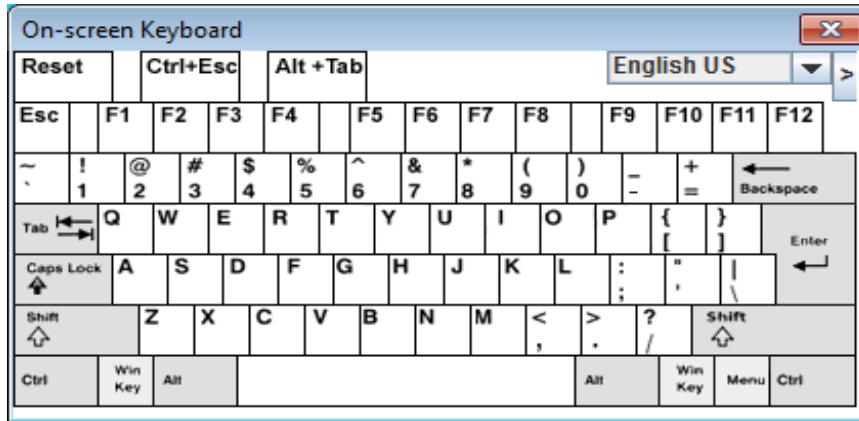 On-screen Keyboard
Reset Ctrl+Esc Alt +Tab English US >
Esc F1 F2 F3 F4 F5 F6 F7 F8 F9 F10 F11 F12
~ ! @ # $ % ^ & * ( ) _ +
` 1 2 3 4 5 6 7 8 9 0 - = Backspace
Tab Q W E R T Y U I O P { }
[ ] Enter
Caps Lock A S D F G H J K L : " |
; ' \
Shift Z X C V B N M < > ? Shift
, . /
Ctrl Win Key Alt Alt Win Key Menu Ctrl